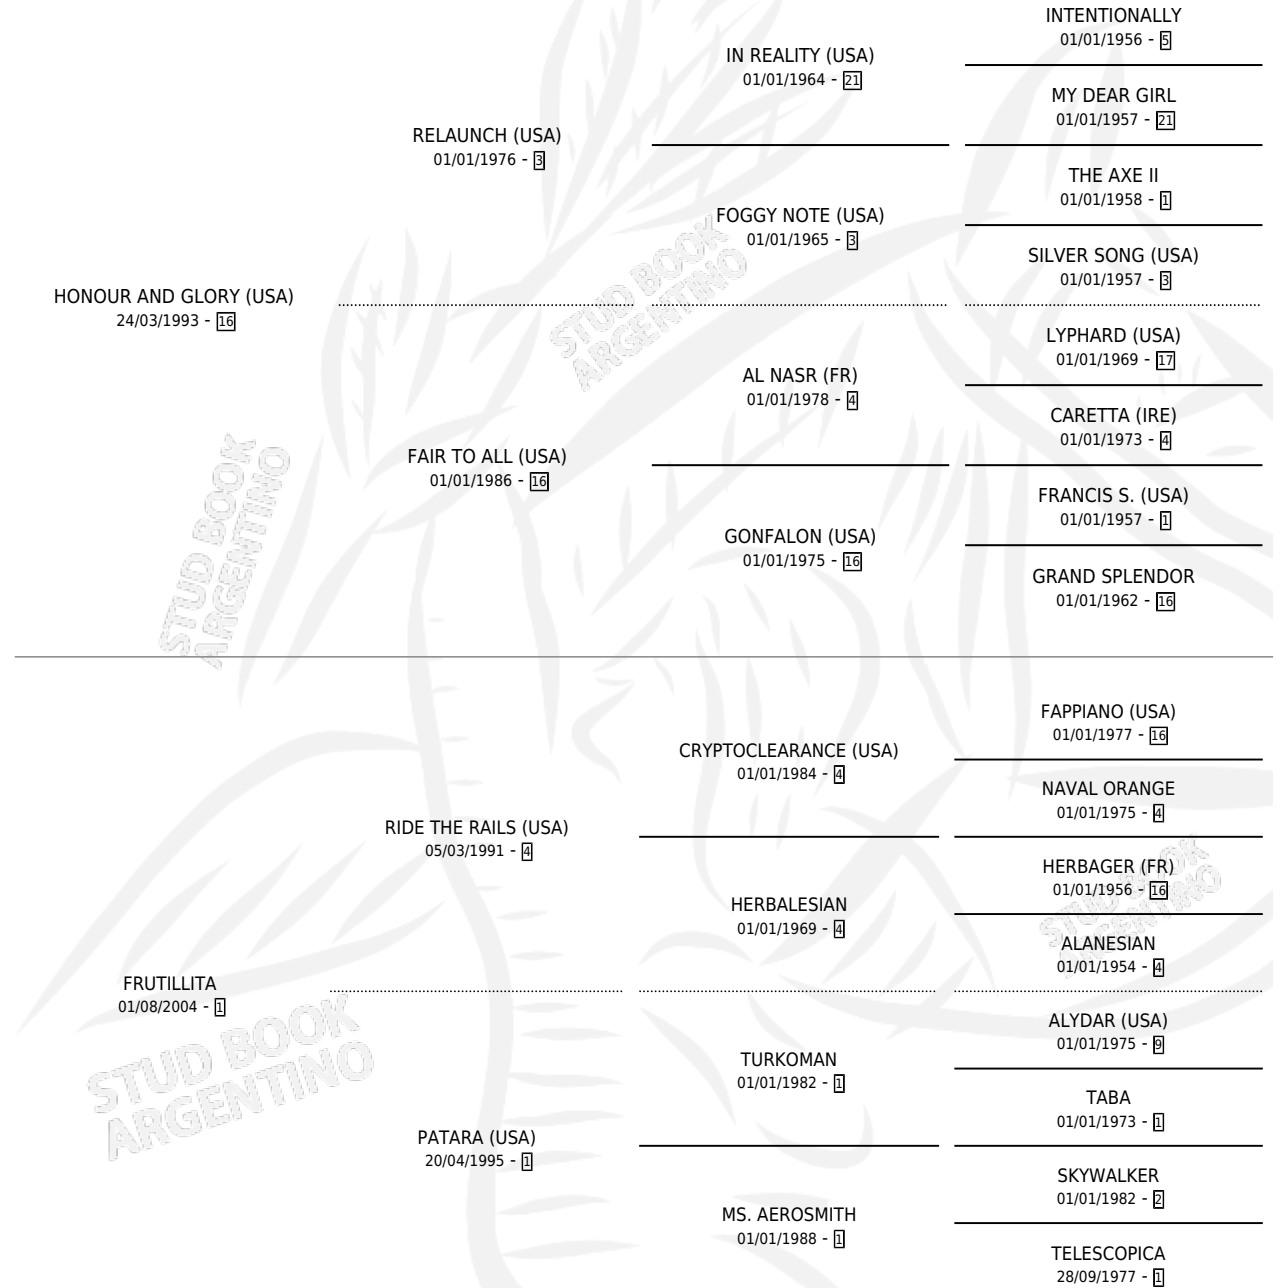 INTENTIONALLY
01/01/1956 - 5
IN REALITY (USA)
01/01/1964 - 21
MY DEAR GIRL
01/01/1957 - 21
RELAUNCH (USA)
01/01/1976 - 3
THE AXE II
01/01/1958 - 1
FOGGY NOTE (USA)
01/01/1965 - 3
SILVER SONG (USA)
01/01/1957 - 3
HONOUR AND GLORY (USA)
24/03/1993 - 16
LYPHARD (USA)
01/01/1969 - 17
AL NASR (FR)
01/01/1978 - 4
CARETTA (IRE)
01/01/1973 - 4
FAIR TO ALL (USA)
01/01/1986 - 16
FRANCIS S. (USA)
01/01/1957 - 1
GONFALON (USA)
01/01/1975 - 16
GRAND SPLENDOR
01/01/1962 - 16
FAPPIANO (USA)
01/01/1977 - 16
CRYPTOCLEARANCE (USA)
01/01/1984 - 4
NAVAL ORANGE
01/01/1975 - 4
RIDE THE RAILS (USA)
05/03/1991 - 4
HERBAGER (FR)
01/01/1956 - 16
HERBALESIAN
01/01/1969 - 4
ALANESIAN
01/01/1954 - 4
FRUTILLITA
01/08/2004 - 1
ALYDAR (USA)
01/01/1975 - 9
TURKOMAN
01/01/1982 - 1
TABA
01/01/1973 - 1
PATARA (USA)
20/04/1995 - 1
SKYWALKER
01/01/1982 - 2
MS. AEROSMITH
01/01/1988 - 1
TELESCOPICA
28/09/1977 - 1
STUD BOOK
ARGENTINO
STUD BOOK
ARGENTINO
STUD BOOK
ARGENTINO
STUD BOOK
ARGENTINO